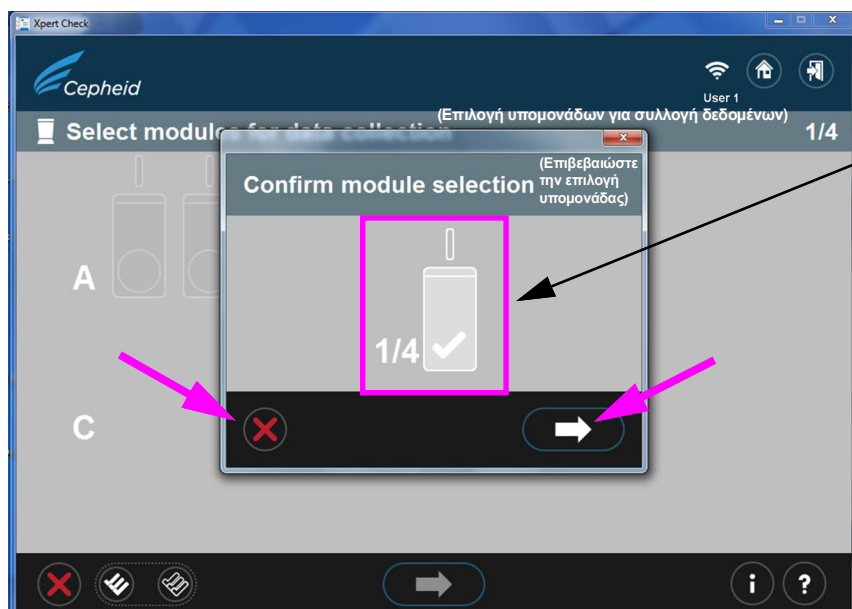 Xpert Check
Cepheid
User 1
(Επιλογή υπομονάδων για συλλογή δεδομένων)
Select modules for data collection
1/4
Confirm module selection
(Επιβεβαιώστε
την επιλογή
υπομονάδας)
A
1/4
C
i
?